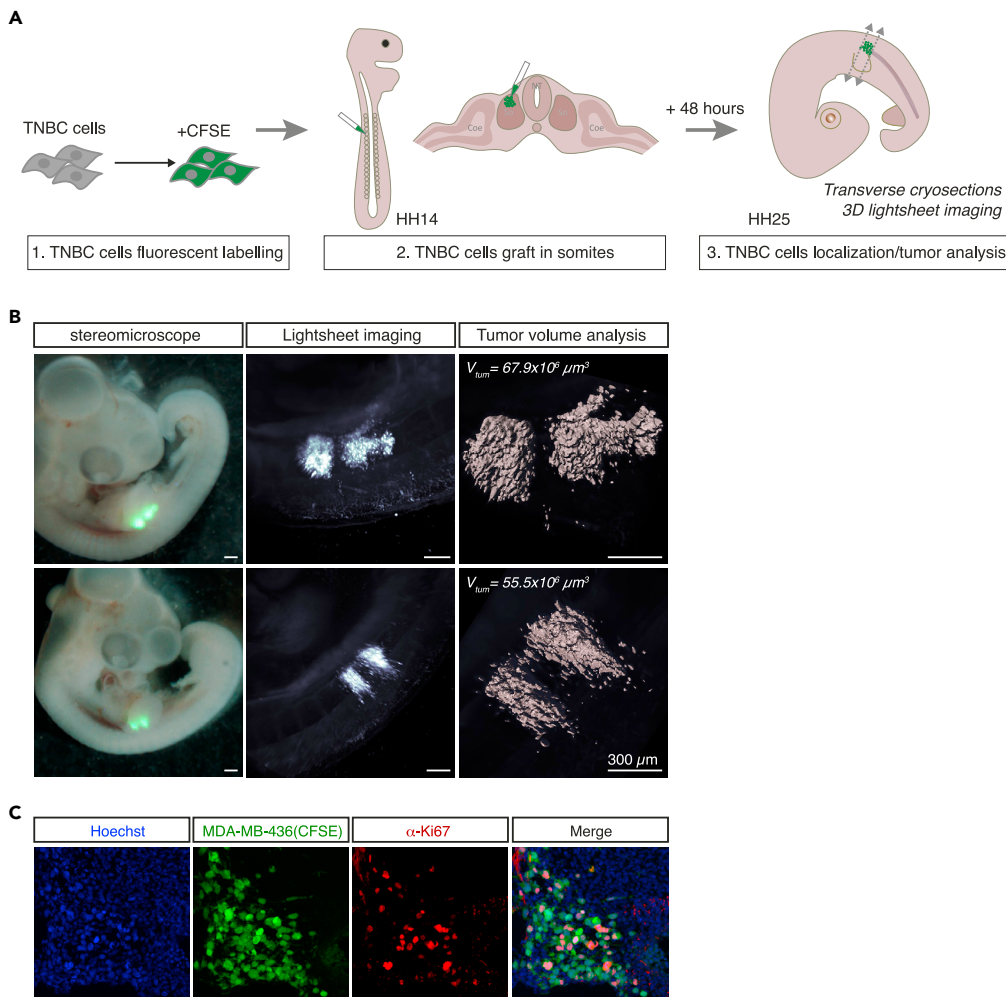 A
TNBC cells
+CFSE
HH14
NT
Coe
Coe
+ 48 hours
HH25
Transverse cryosections
3D lightsheet imaging
1. TNBC cells fluorescent labelling
2. TNBC cells graft in somites
3. TNBC cells localization/tumor analysis
B
stereomicroscope
Lightsheet imaging
Tumor volume analysis
Vtum= 67.9x10⁶ µm³
Vtum= 55.5x10⁶ µm³
300 µm
C
Hoechst
MDA-MB-436(CFSE)
α-Ki67
Merge